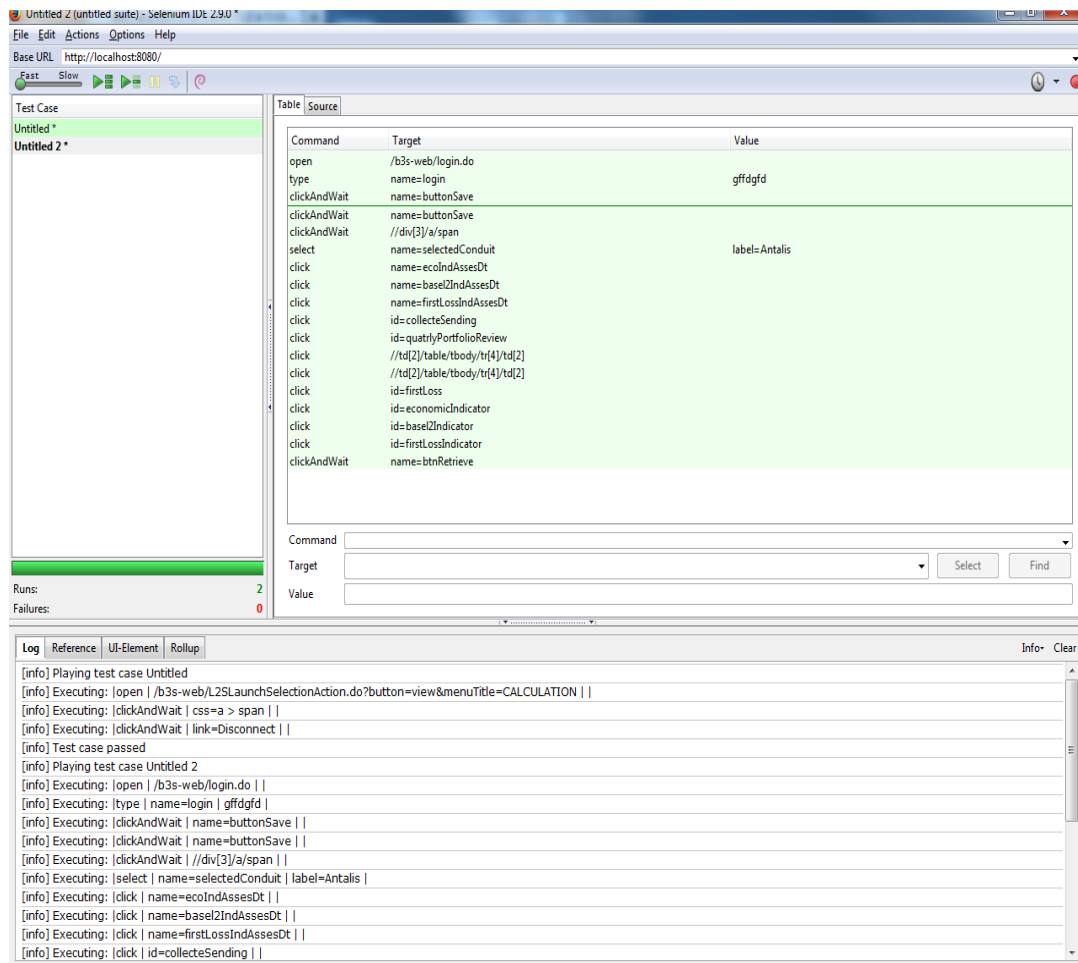 Untitled 2 (untitled suite) - Selenium IDE 2.9.0 *
File Edit Actions Options Help
Base URL http://localhost:8080/
Fast Slow
Test Case
Untitled *
Untitled 2 *
Table Source
Command Target Value
open /b3s-web/login.do
type name=login gffdgfd
clickAndWait name=buttonSave
clickAndWait name=buttonSave
clickAndWait //div[3]/a/span
select name=selectedConduit label=Antalis
click name=ecoIndAssesDt
click name=basel2IndAssesDt
click name=firstLossIndAssesDt
click id=collecteSending
click id=quatrlyPortfolioReview
click //td[2]/table/tbody/tr[4]/td[2]
click //td[2]/table/tbody/tr[4]/td[2]
click id=firstLoss
click id=economicIndicator
click id=basel2Indicator
click id=firstLossIndicator
clickAndWait name=btnRetrieve
Command
Target Select Find
Value
Runs: 2
Failures: 0
Log Reference UI-Element Rollup Info Clear
[info] Playing test case Untitled
[info] Executing: |open | /b3s-web/L2SLaunchSelectionAction.do?button=view&menuTitle=CALCULATION | |
[info] Executing: |clickAndWait | css=a > span | |
[info] Executing: |clickAndWait | link=Disconnect | |
[info] Test case passed
[info] Playing test case Untitled 2
[info] Executing: |open | /b3s-web/login.do | |
[info] Executing: |type | name=login | gffdgfd |
[info] Executing: |clickAndWait | name=buttonSave | |
[info] Executing: |clickAndWait | name=buttonSave | |
[info] Executing: |clickAndWait | //div[3]/a/span | |
[info] Executing: |select | name=selectedConduit | label=Antalis |
[info] Executing: |click | name=ecoIndAssesDt | |
[info] Executing: |click | name=basel2IndAssesDt | |
[info] Executing: |click | name=firstLossIndAssesDt | |
[info] Executing: |click | id=collecteSending | |